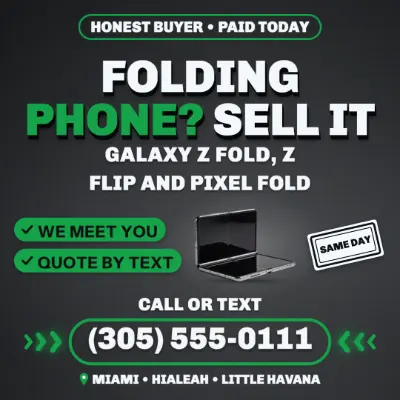 HONEST BUYER • PAID TODAY
FOLDING
PHONE? SELL IT
GALAXY Z FOLD, Z
FLIP AND PIXEL FOLD
WE MEET YOU
QUOTE BY TEXT
SAME DAY
CALL OR TEXT
(305) 555-0111
MIAMI • HIALEAH • LITTLE HAVANA